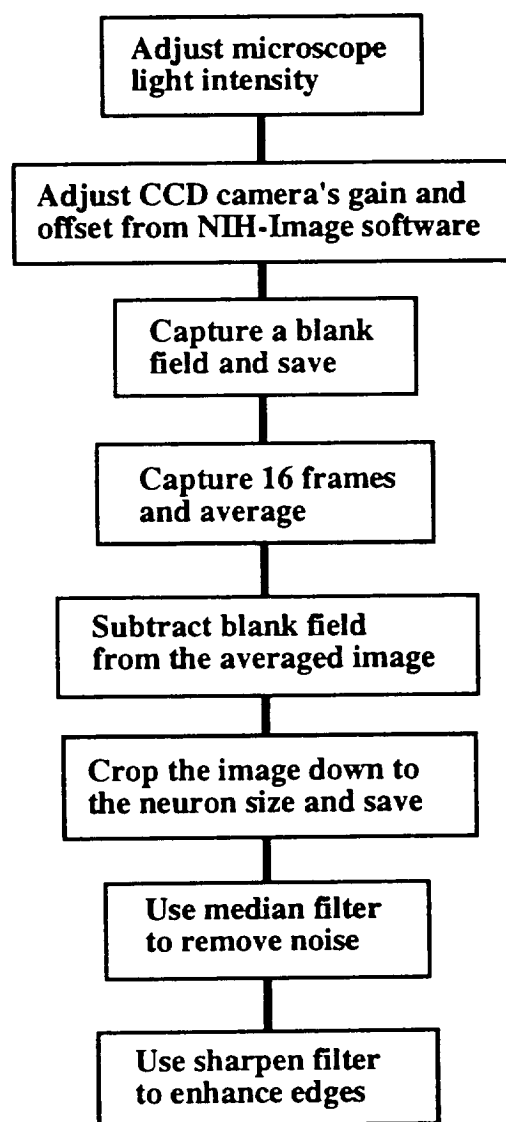 Adjust microscope
light intensity
Adjust CCD camera's gain and
offset from NIH-Image software
Capture a blank
field and save
Capture 16 frames
and average
Subtract blank field
from the averaged image
Crop the image down to
the neuron size and save
Use median filter
to remove noise
Use sharpen filter
to enhance edges